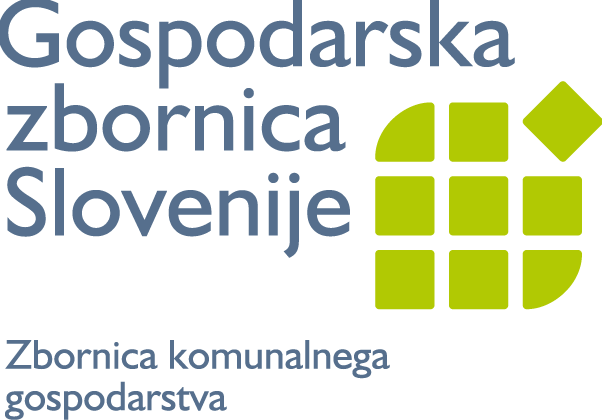 Gospodarska
zbornica
Slovenije
Zbornica komunalnega
gospodarstva